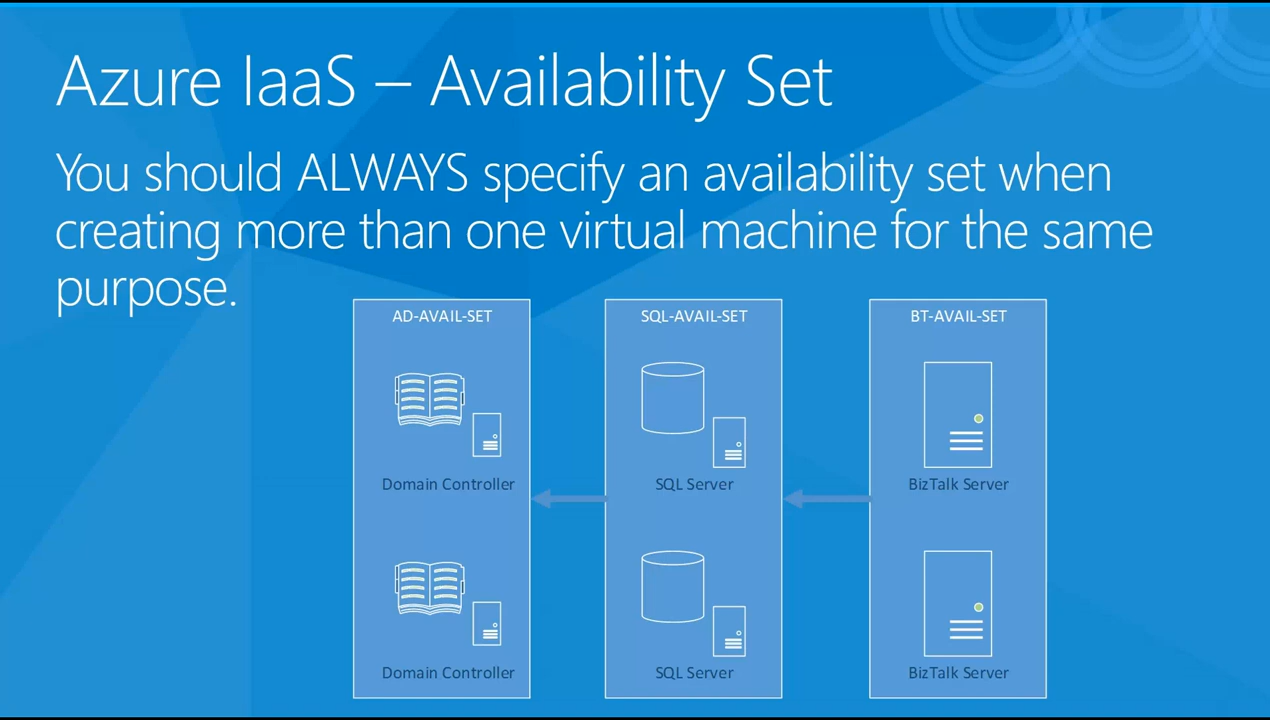 Azure IaaS – Availability Set
You should ALWAYS specify an availability set when
creating more than one virtual machine for the same
purpose.
AD-AVAIL-SET
Domain Controller
Domain Controller
SQL-AVAIL-SET
SQL Server
SQL Server
BT-AVAIL-SET
BizTalk Server
BizTalk Server